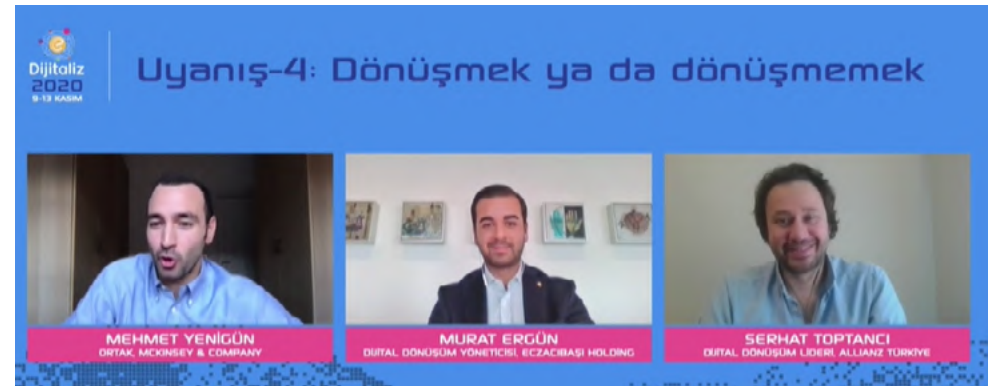 e
Dijitaliz
2020
9-13 KASIM
Uyanış-4: Dönüşmek ya da dönüşmemek
MEHMET YENİGÜN
ORTAK, MCKINSEY & COMPANY
MURAT ERGÜN
DİJİTAL DÖNÜŞÜM YÖNETİCİSİ, ECZACIBAŞI HOLDİNG
SERHAT TOPTANCI
DİJİTAL DÖNÜŞÜM LİDERİ, ALLIANZ TÜRKİYE